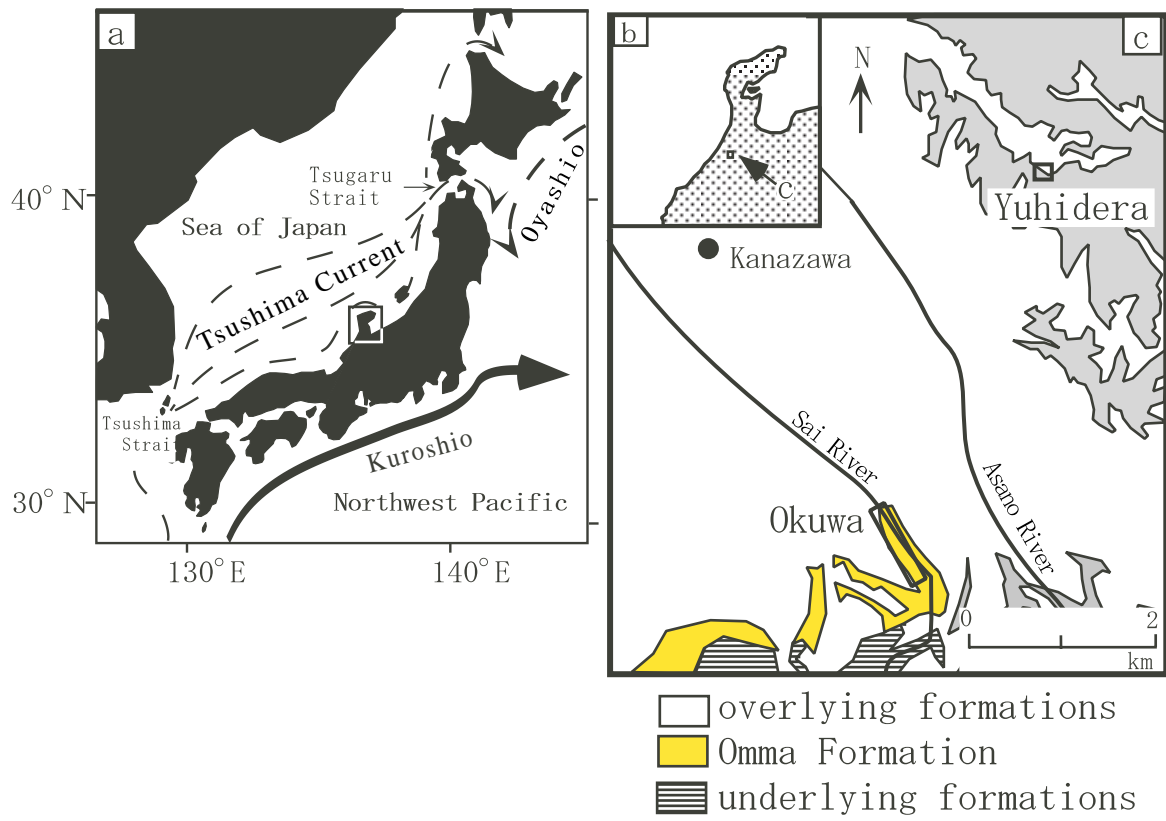 a
Tsugaru
Strait
40° N
Oyashio
Sea of Japan
Tsushima Current
Tsushima
Strait
Kuroshio
30° N
Northwest Pacific
130°E
140°E
b
C
c
N
Yuhidera
Kanazawa
Sai River
Asano River
Okuwa
0
2
km
overlying formations
Omma Formation
underlying formations